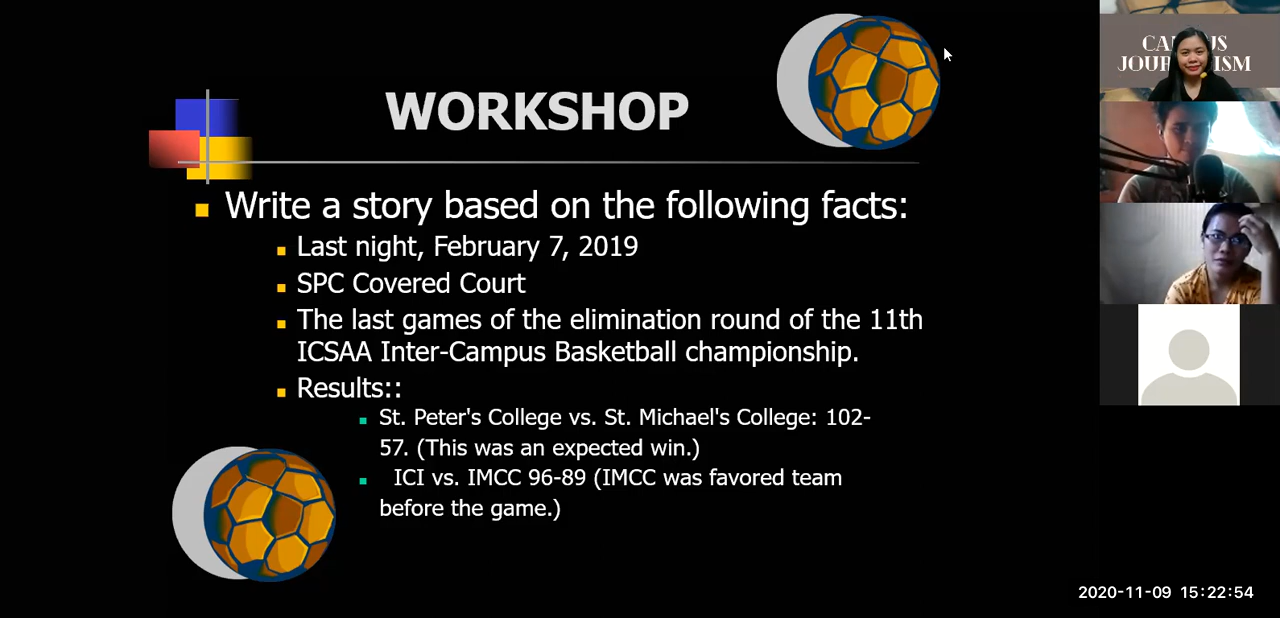 WORKSHOP
Write a story based on the following facts:
Last night, February 7, 2019
SPC Covered Court
The last games of the elimination round of the 11th
ICSAA Inter-Campus Basketball championship.
Results::
St. Peter's College vs. St. Michael's College: 102-
57. (This was an expected win.)
ICI vs. IMCC 96-89 (IMCC was favored team
before the game.)
2020-11-09 15:22:54